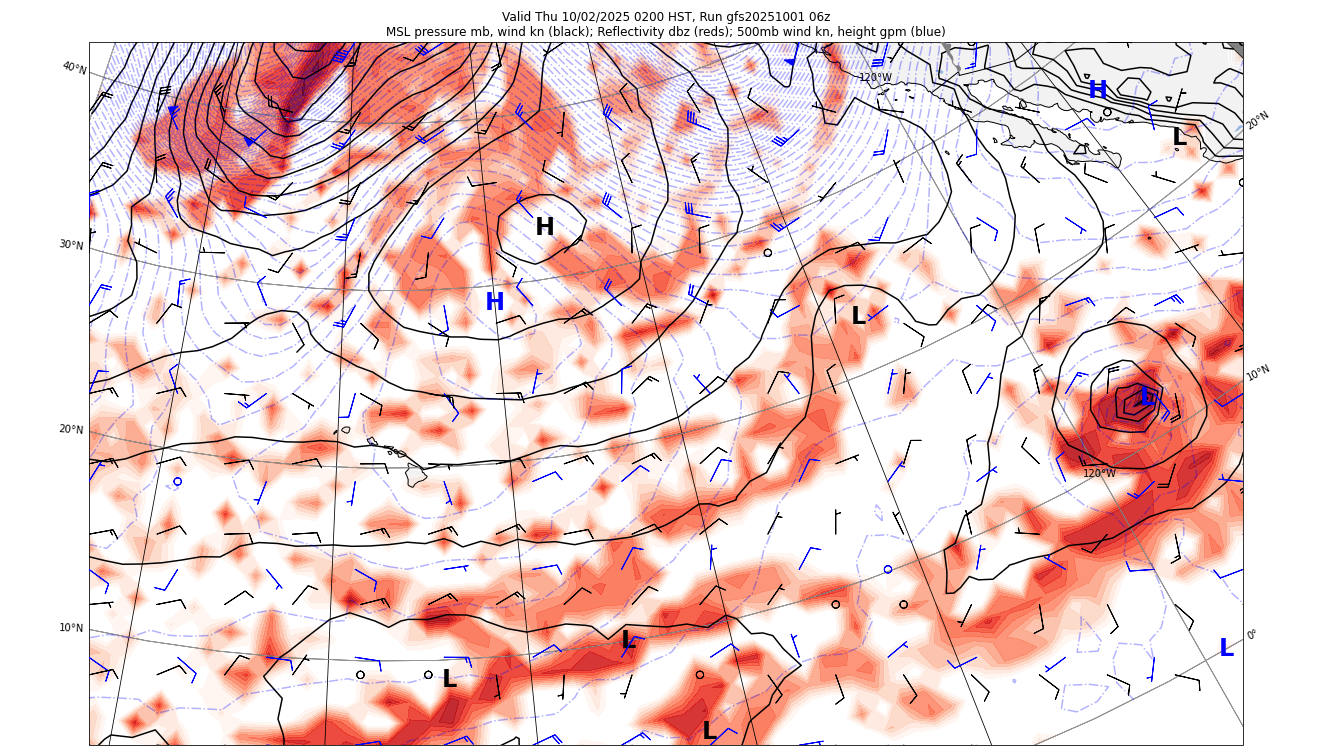 Valid Thu 10/02/2025 0200 HST, Run gfs20251001 06z
MSL pressure mb, wind kn (black); Reflectivity dbz (reds); 500mb wind kn, height gpm (blue)
40°N
120°W
H
20°N
L
30°N
H
H
L
10°N
L
20°N
120°W
10°N
L
0°
L
L
L